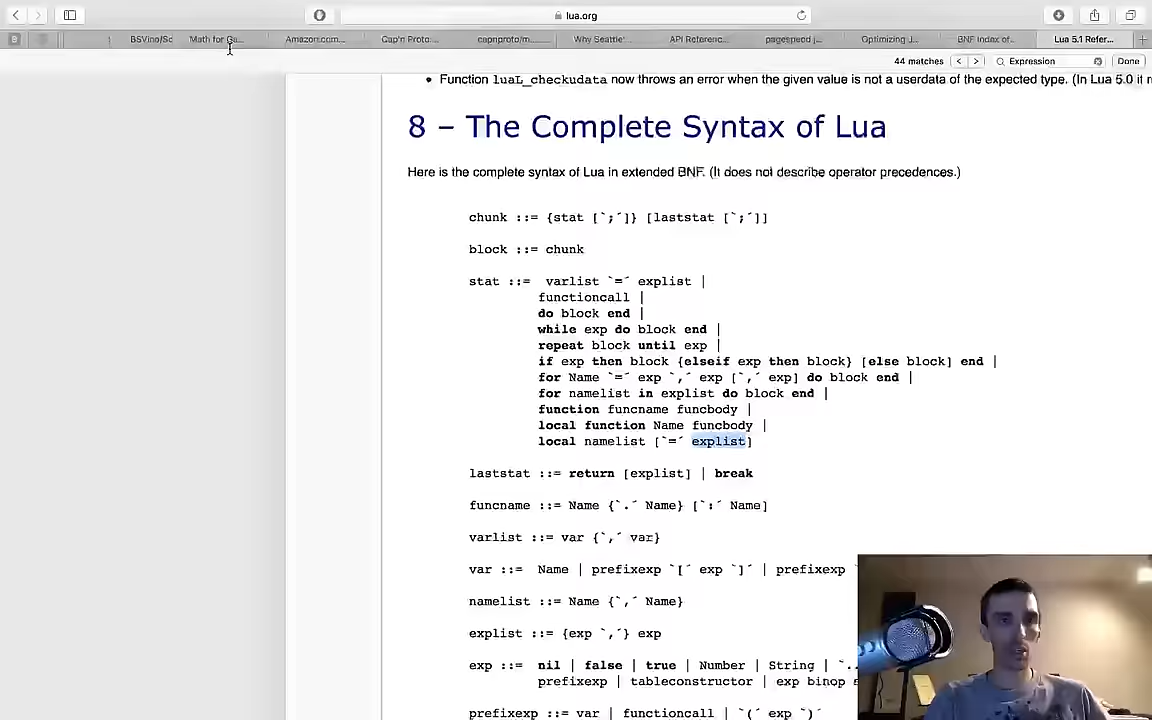 lua.org
BSVino/Sc
Math for Ga...
Amazon.com...
Cap'n Proto...
capnproto/m...
Why Seattle'
API Referenc...
pagespeed j...
Optimizing J...
BNF Index of...
Lua 5.1 Refer...
44 matches
Expression
Done
• Function luaL_checkudata now throws an error when the given value is not a userdata of the expected type. (In Lua 5.0 it r
8 – The Complete Syntax of Lua
Here is the complete syntax of Lua in extended BNF. (It does not describe operator precedences.)
chunk ::= {stat [`;´]} [laststat [`;´]]
block ::= chunk
stat ::= varlist `=´ explist |
functioncall |
do block end |
while exp do block end |
repeat block until exp |
if exp then block {elseif exp then block} [else block] end |
for Name `=´ exp `,´ exp [`,´ exp] do block end |
for namelist in explist do block end |
function funcname funcbody |
local function Name funcbody |
local namelist [`=´ explist]
laststat ::= return [explist] | break
funcname ::= Name {`.´ Name} [`:´ Name]
varlist ::= var {`,´ var}
var ::= Name | prefixexp `[´ exp `]´ | prefixexp `
namelist ::= Name {`,´ Name}
explist ::= {exp `,´} exp
exp ::= nil | false | true | Number | String | `..
prefixexp | tableconstructor | exp binop
prefixexp ::= var | functioncall | `(´ exp `)´